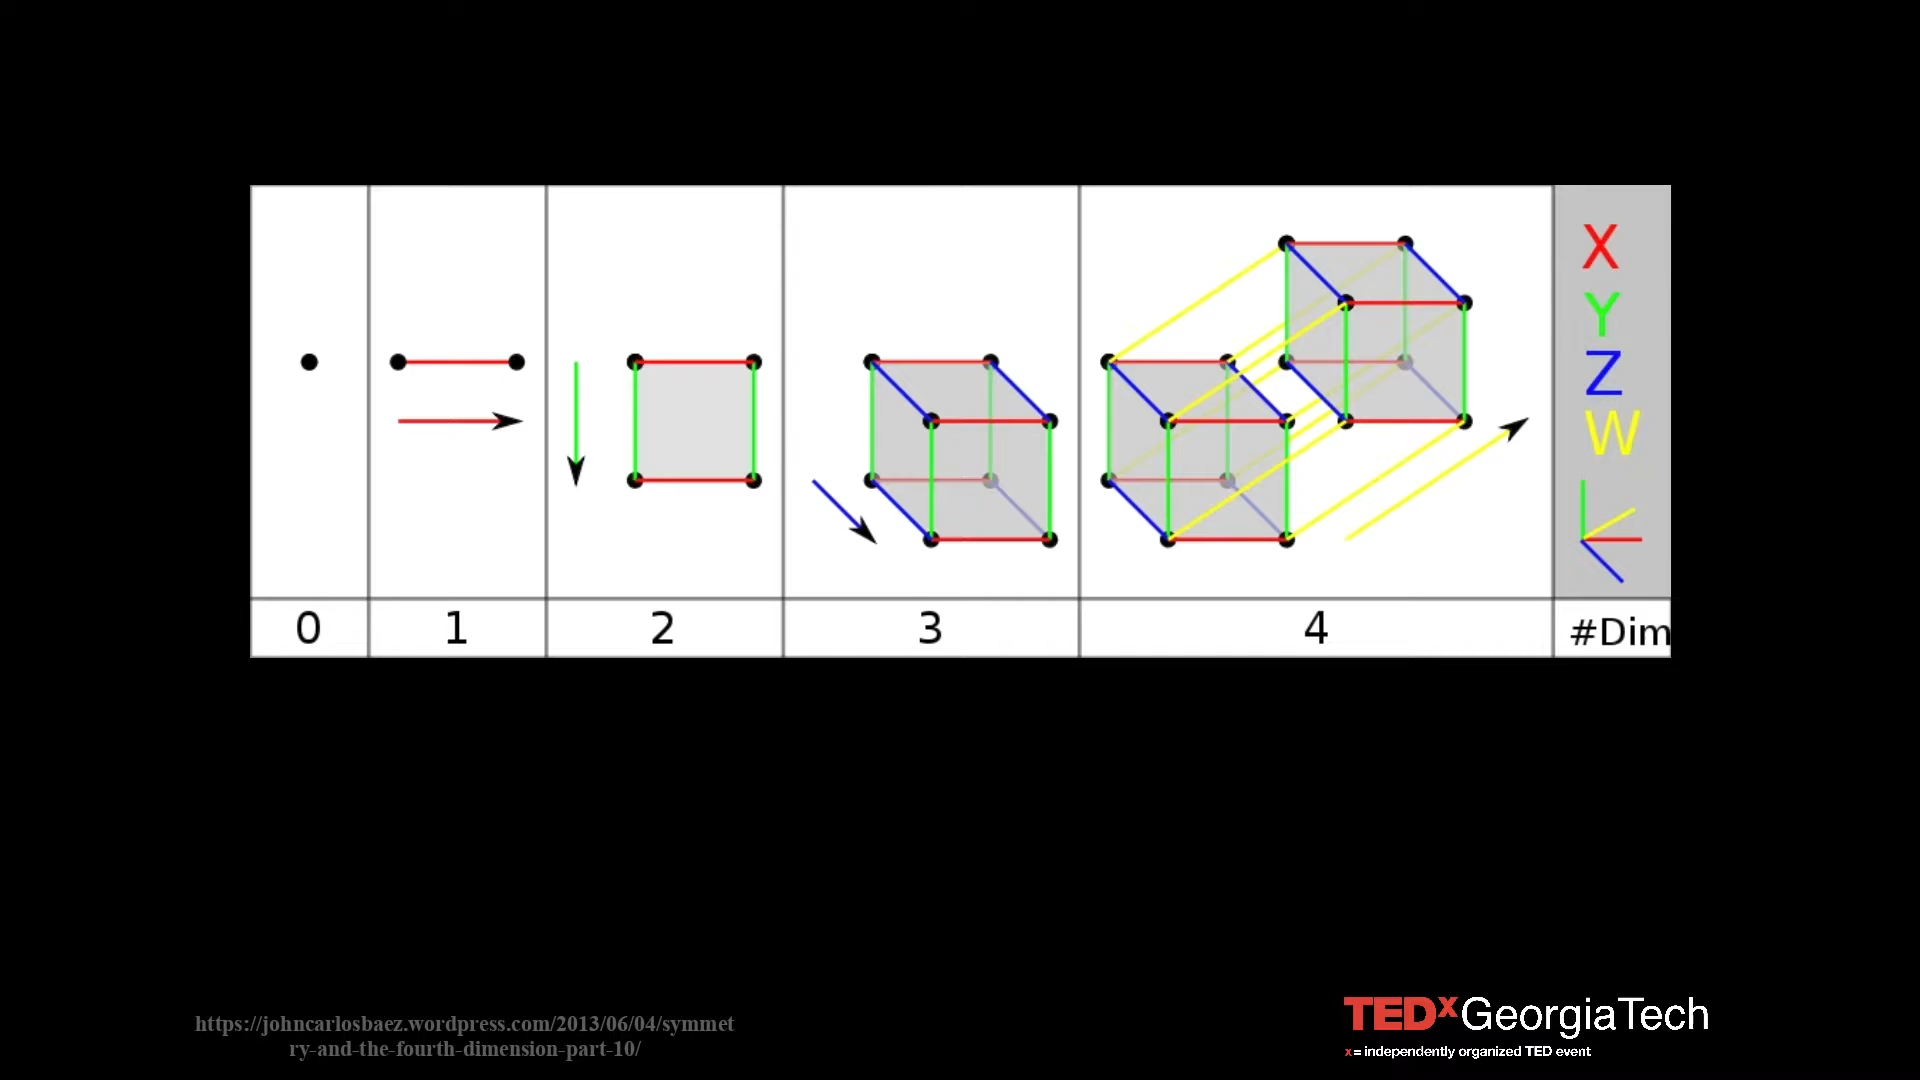 X
Y
Z
W
0 1 2 3 4 #Dim
https://johncarlosbaez.wordpress.com/2013/06/04/symmet
ry-and-the-fourth-dimension-part-10/
TEDxGeorgiaTech
x = independently organized TED event